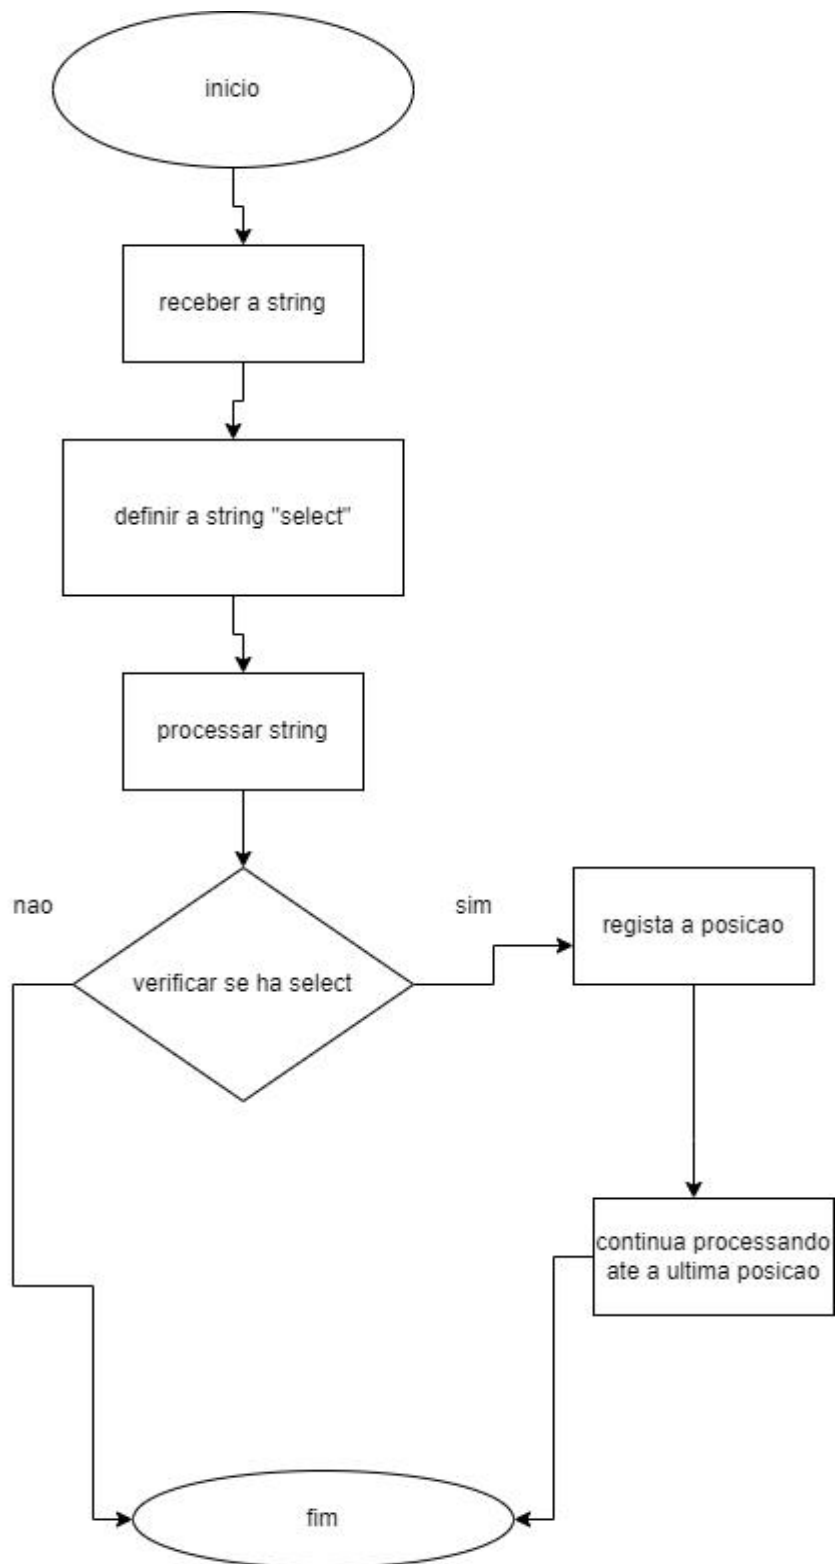 inicio
receber a string
definir a string "select"
processar string
nao
sim
verificar se ha select
regista a posicao
continua processando
ate a ultima posicao
fim